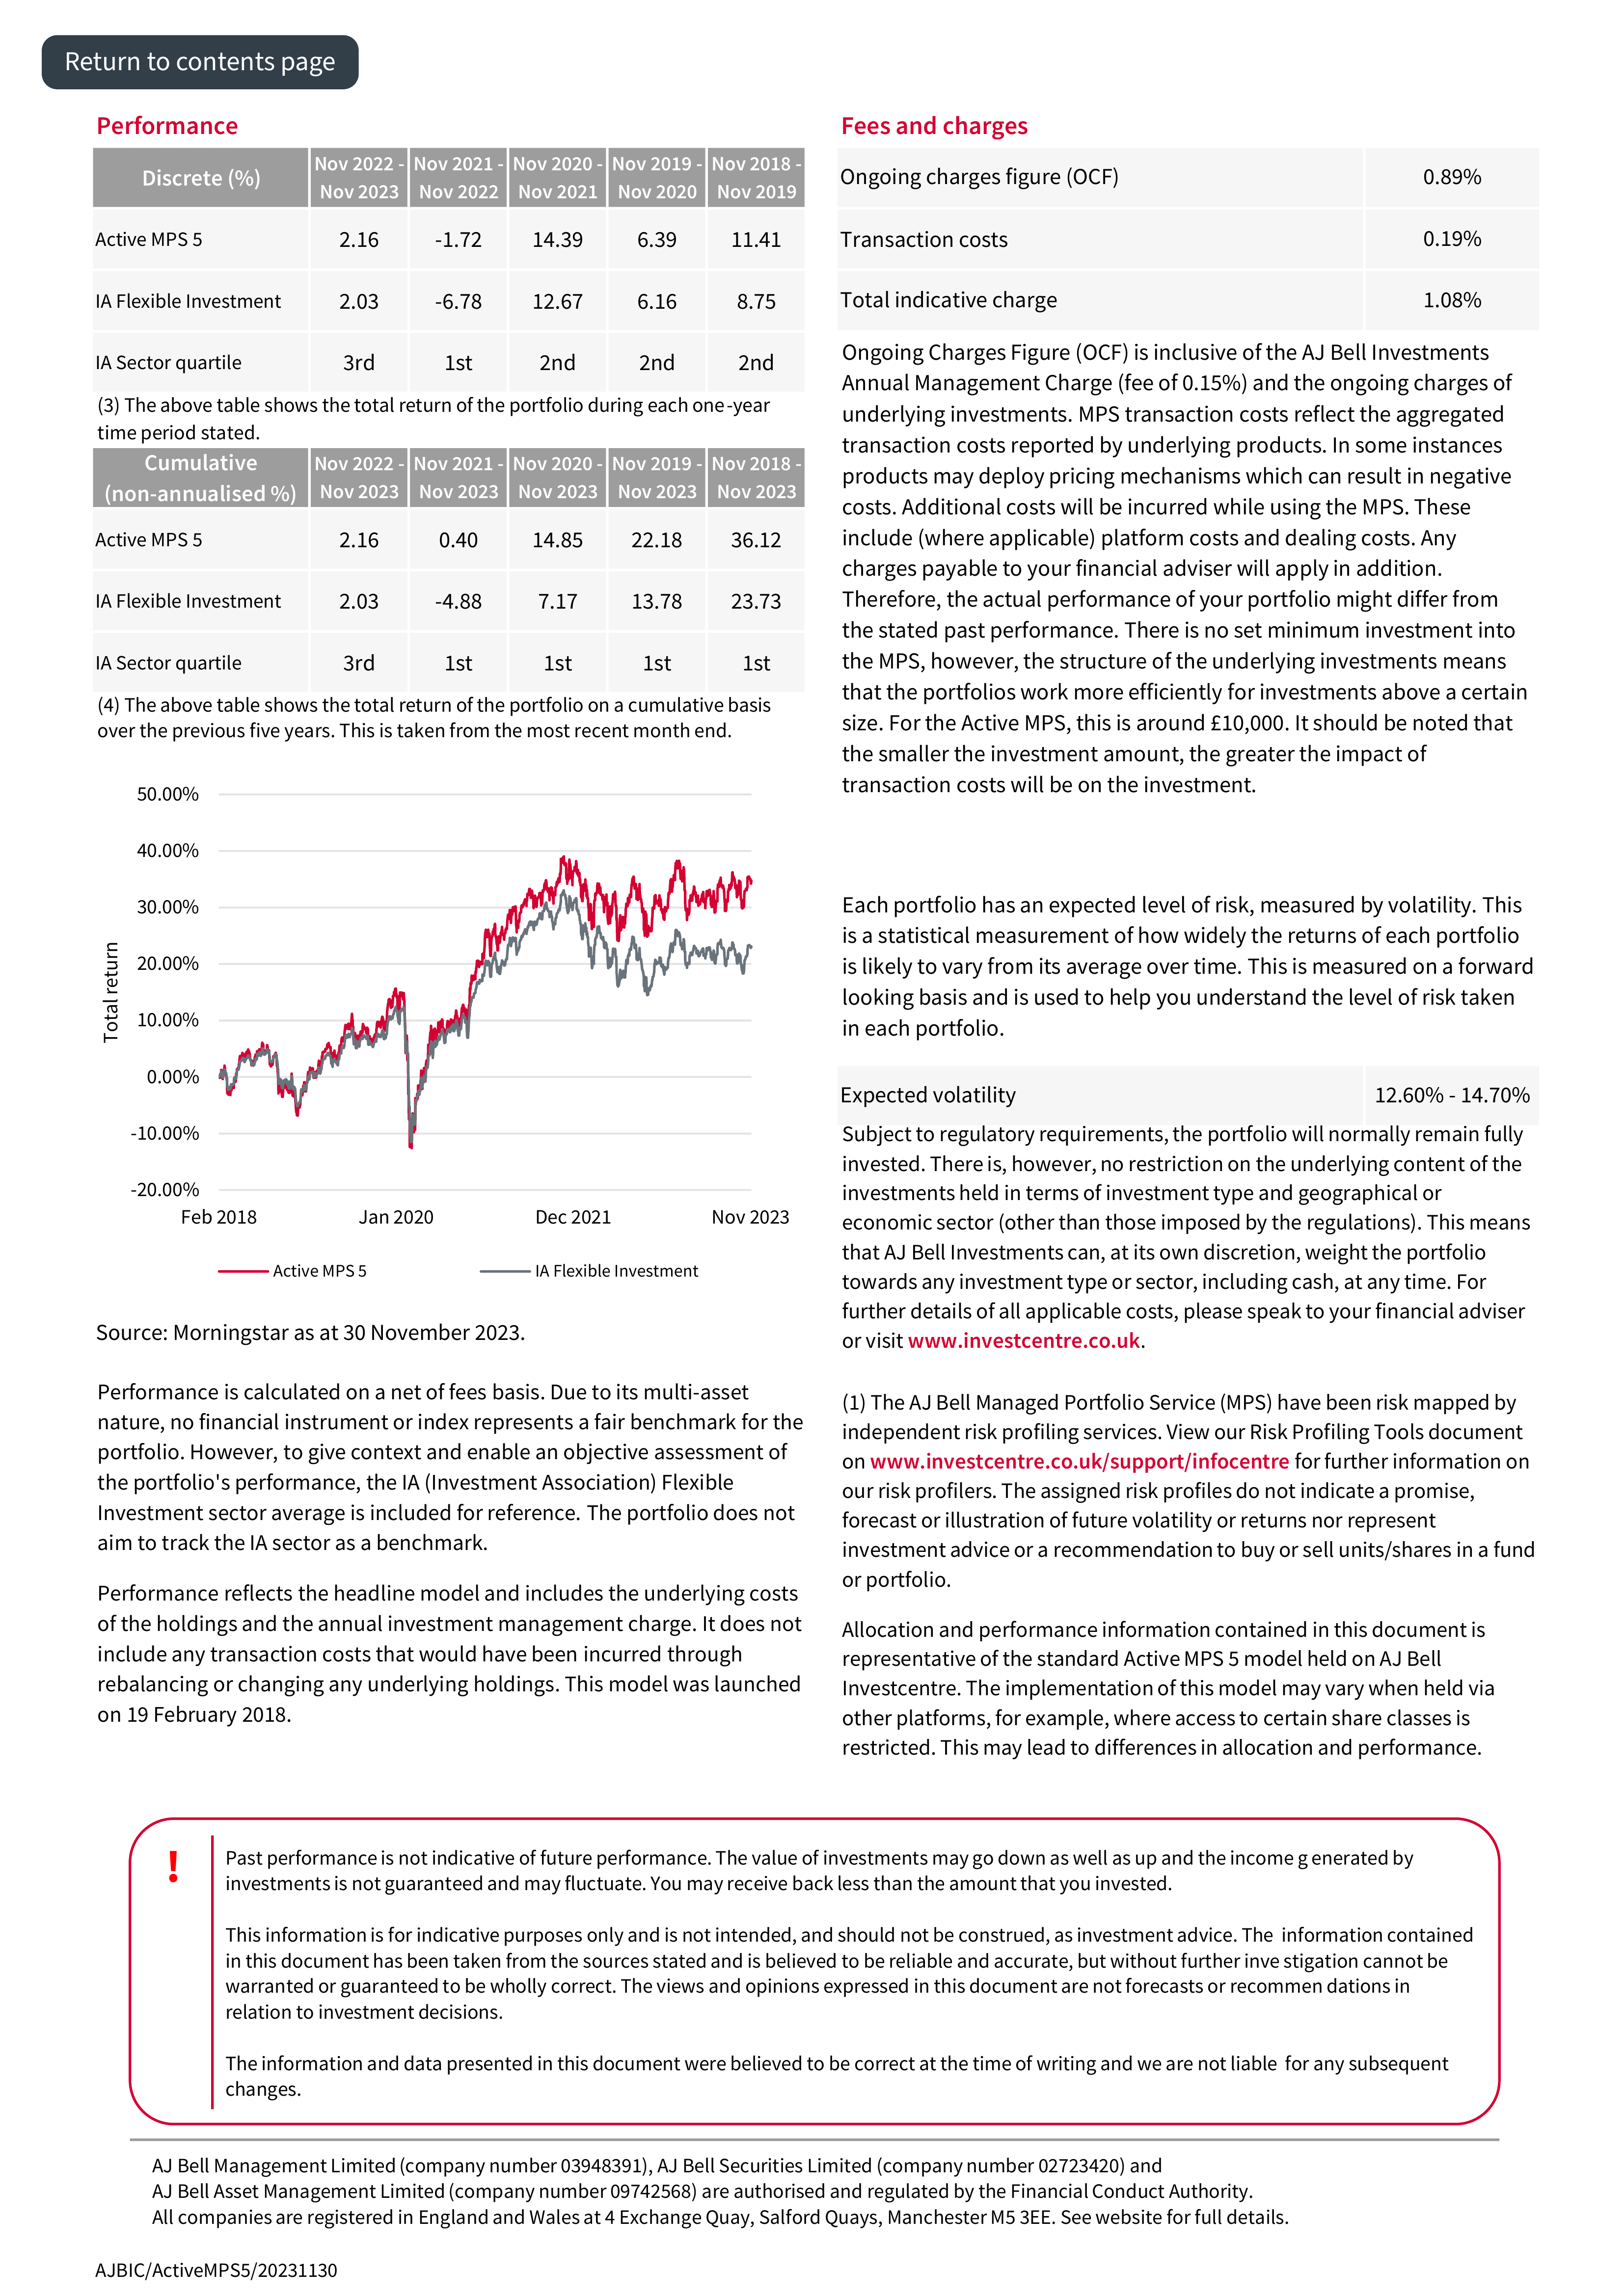 Return to contents page
Performance
Discrete (%) Nov 2022 - Nov 2023 Nov 2021 - Nov 2022 Nov 2020 - Nov 2021 Nov 2019 - Nov 2020 Nov 2018 - Nov 2019
Active MPS 5 2.16 -1.72 14.39 6.39 11.41
IA Flexible Investment 2.03 -6.78 12.67 6.16 8.75
IA Sector quartile 3rd 1st 2nd 2nd 2nd
(3) The above table shows the total return of the portfolio during each one-year
time period stated.
Cumulative (non-annualised %) Nov 2022 - Nov 2023 Nov 2021 - Nov 2023 Nov 2020 - Nov 2023 Nov 2019 - Nov 2023 Nov 2018 - Nov 2023
Active MPS 5 2.16 0.40 14.85 22.18 36.12
IA Flexible Investment 2.03 -4.88 7.17 13.78 23.73
IA Sector quartile 3rd 1st 1st 1st 1st
(4) The above table shows the total return of the portfolio on a cumulative basis
over the previous five years. This is taken from the most recent month end.
50.00%
40.00%
30.00%
20.00%
10.00%
0.00%
-10.00%
-20.00%
Total return
Feb 2018 Jan 2020 Dec 2021 Nov 2023
Active MPS 5 IA Flexible Investment
Source: Morningstar as at 30 November 2023.
Performance is calculated on a net of fees basis. Due to its multi-asset
nature, no financial instrument or index represents a fair benchmark for the
portfolio. However, to give context and enable an objective assessment of
the portfolio's performance, the IA (Investment Association) Flexible
Investment sector average is included for reference. The portfolio does not
aim to track the IA sector as a benchmark.
Performance reflects the headline model and includes the underlying costs
of the holdings and the annual investment management charge. It does not
include any transaction costs that would have been incurred through
rebalancing or changing any underlying holdings. This model was launched
on 19 February 2018.
Fees and charges
Ongoing charges figure (OCF) 0.89%
Transaction costs 0.19%
Total indicative charge 1.08%
Ongoing Charges Figure (OCF) is inclusive of the AJ Bell Investments
Annual Management Charge (fee of 0.15%) and the ongoing charges of
underlying investments. MPS transaction costs reflect the aggregated
transaction costs reported by underlying products. In some instances
products may deploy pricing mechanisms which can result in negative
costs. Additional costs will be incurred while using the MPS. These
include (where applicable) platform costs and dealing costs. Any
charges payable to your financial adviser will apply in addition.
Therefore, the actual performance of your portfolio might differ from
the stated past performance. There is no set minimum investment into
the MPS, however, the structure of the underlying investments means
that the portfolios work more efficiently for investments above a certain
size. For the Active MPS, this is around £10,000. It should be noted that
the smaller the investment amount, the greater the impact of
transaction costs will be on the investment.
Each portfolio has an expected level of risk, measured by volatility. This
is a statistical measurement of how widely the returns of each portfolio
is likely to vary from its average over time. This is measured on a forward
looking basis and is used to help you understand the level of risk taken
in each portfolio.
Expected volatility 12.60% - 14.70%
Subject to regulatory requirements, the portfolio will normally remain fully
invested. There is, however, no restriction on the underlying content of the
investments held in terms of investment type and geographical or
economic sector (other than those imposed by the regulations). This means
that AJ Bell Investments can, at its own discretion, weight the portfolio
towards any investment type or sector, including cash, at any time. For
further details of all applicable costs, please speak to your financial adviser
or visit www.investcentre.co.uk.
(1) The AJ Bell Managed Portfolio Service (MPS) have been risk mapped by
independent risk profiling services. View our Risk Profiling Tools document
on www.investcentre.co.uk/support/infocentre for further information on
our risk profilers. The assigned risk profiles do not indicate a promise,
forecast or illustration of future volatility or returns nor represent
investment advice or a recommendation to buy or sell units/shares in a fund
or portfolio.
Allocation and performance information contained in this document is
representative of the standard Active MPS 5 model held on AJ Bell
Investcentre. The implementation of this model may vary when held via
other platforms, for example, where access to certain share classes is
restricted. This may lead to differences in allocation and performance.
!
Past performance is not indicative of future performance. The value of investments may go down as well as up and the income g enerated by
investments is not guaranteed and may fluctuate. You may receive back less than the amount that you invested.
This information is for indicative purposes only and is not intended, and should not be construed, as investment advice. The information contained
in this document has been taken from the sources stated and is believed to be reliable and accurate, but without further inve stigation cannot be
warranted or guaranteed to be wholly correct. The views and opinions expressed in this document are not forecasts or recommen dations in
relation to investment decisions.
The information and data presented in this document were believed to be correct at the time of writing and we are not liable for any subsequent
changes.
AJ Bell Management Limited (company number 03948391), AJ Bell Securities Limited (company number 02723420) and
AJ Bell Asset Management Limited (company number 09742568) are authorised and regulated by the Financial Conduct Authority.
All companies are registered in England and Wales at 4 Exchange Quay, Salford Quays, Manchester M5 3EE. See website for full details.
AJBIC/ActiveMPS5/20231130